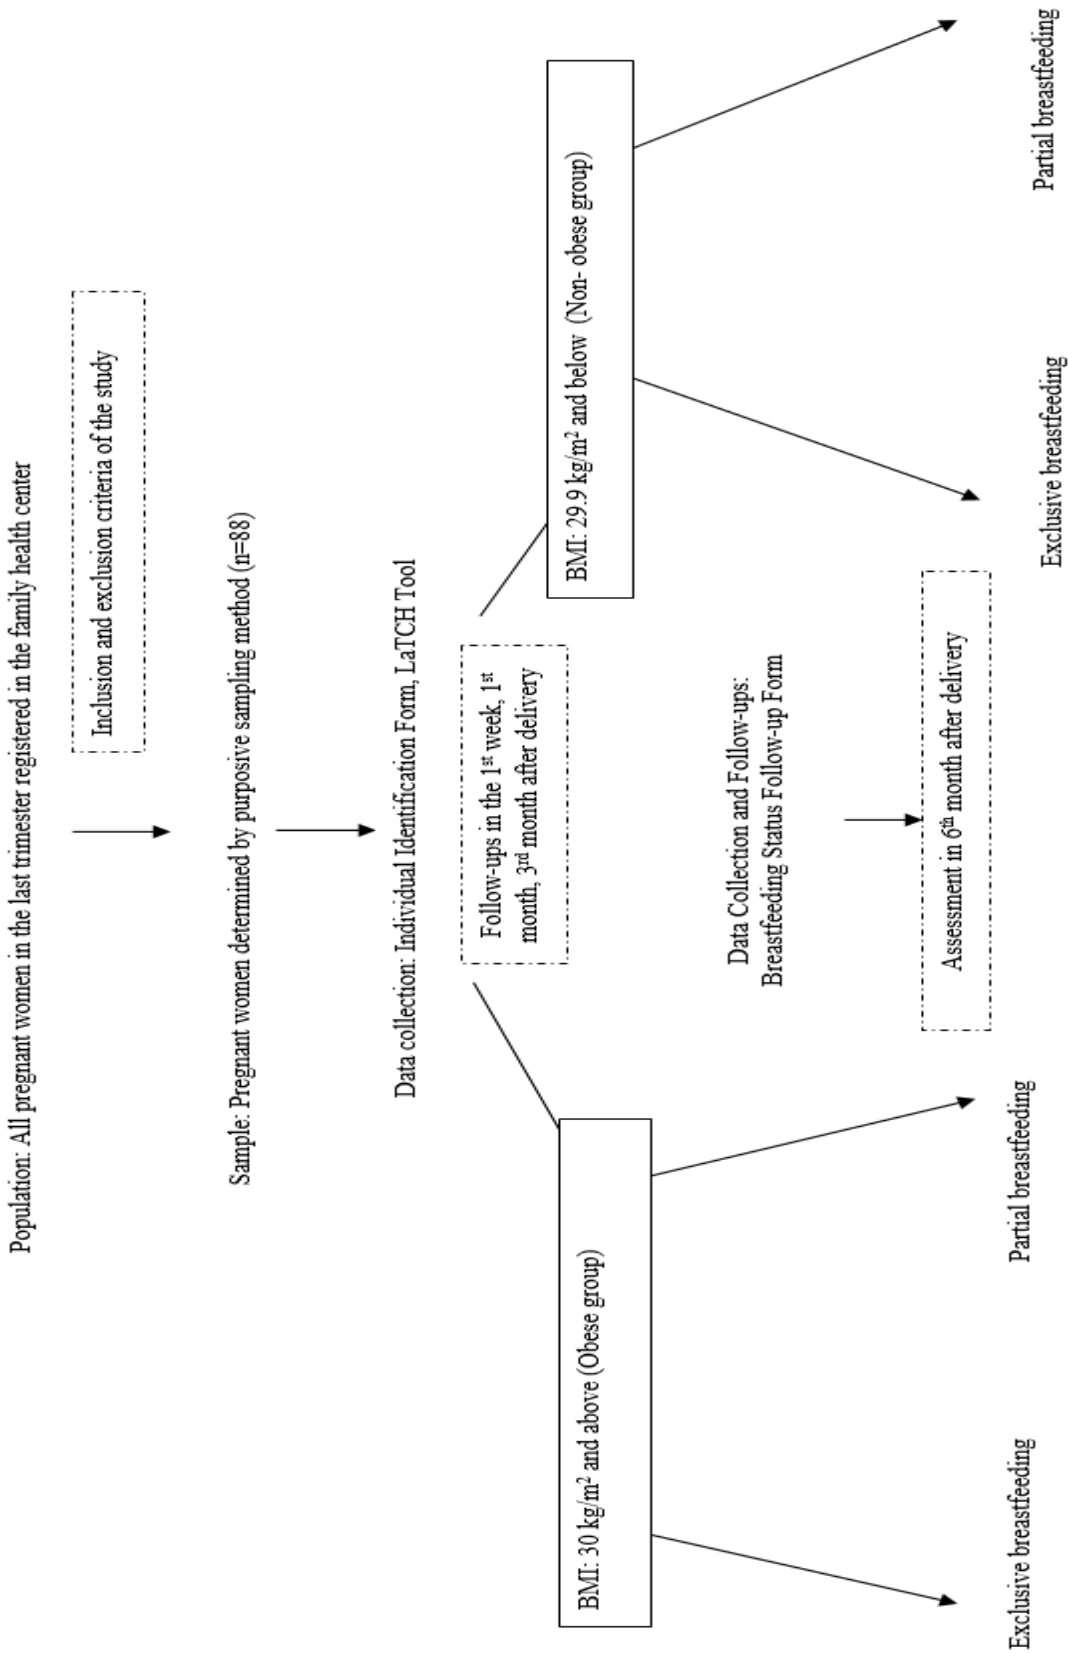 Population: All pregnant women in the last trimester registered in the family health center
Inclusion and exclusion criteria of the study
Sample: Pregnant women determined by purposive sampling method (n=88)
Data collection: Individual Identification Form, LaTCH Tool
Follow-ups in the 1st week, 1st
month, 3rd month after delivery
BMI: 30 kg/m² and above (Obese group)
BMI: 29.9 kg/m² and below (Non- obese group)
Data Collection and Follow-ups:
Breastfeeding Status Follow-up Form
Assessment in 6th month after delivery
Exclusive breastfeeding
Partial breastfeeding
Exclusive breastfeeding
Partial breastfeeding